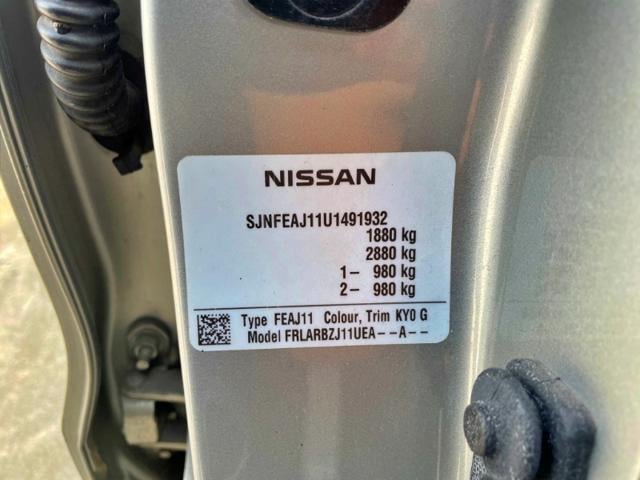 NISSAN
SJNFEAJ11U1491932
1880 kg
2880 kg
1- 980 kg
2- 980 kg
Type FEAJ11 Colour, Trim KY0 G
Model FRLARBZJ11UEA--A--